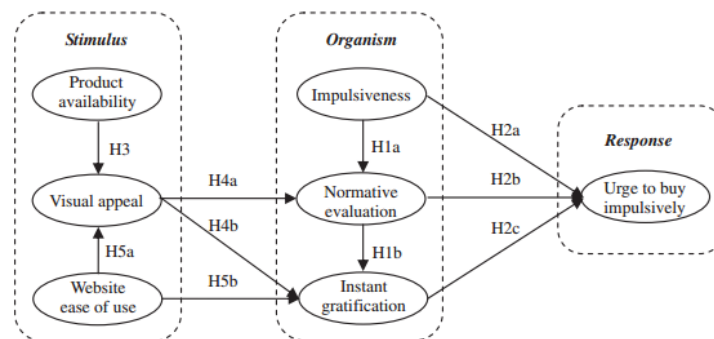 Stimulus
Organism
Product
availability
Impulsiveness
H2a
Response
H3
H1a
H4a
Visual appeal
Normative
evaluation
H2b
Urge to buy
impulsively
H4b
H2c
H5a
H1b
H5b
Website
ease of use
Instant
gratification